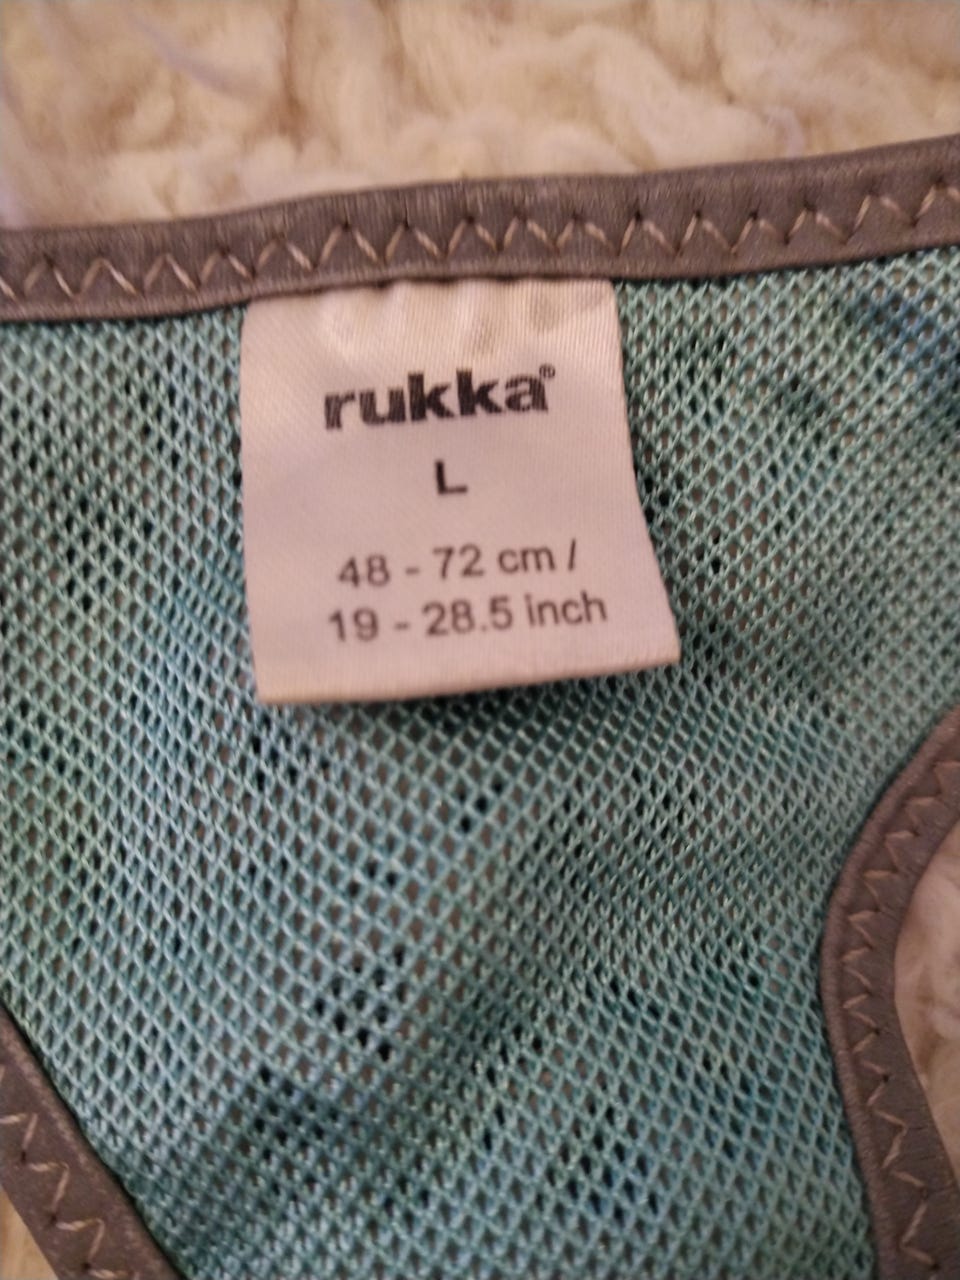 rukka®
L
48 - 72 cm /
19 - 28.5 inch